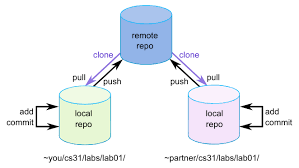 remote
repo
clone
clone
pull
push
push
pull
add
commit
local
repo
local
repo
add
commit
~you/cs31/labs/lab01/
~partner/cs31/labs/lab01/